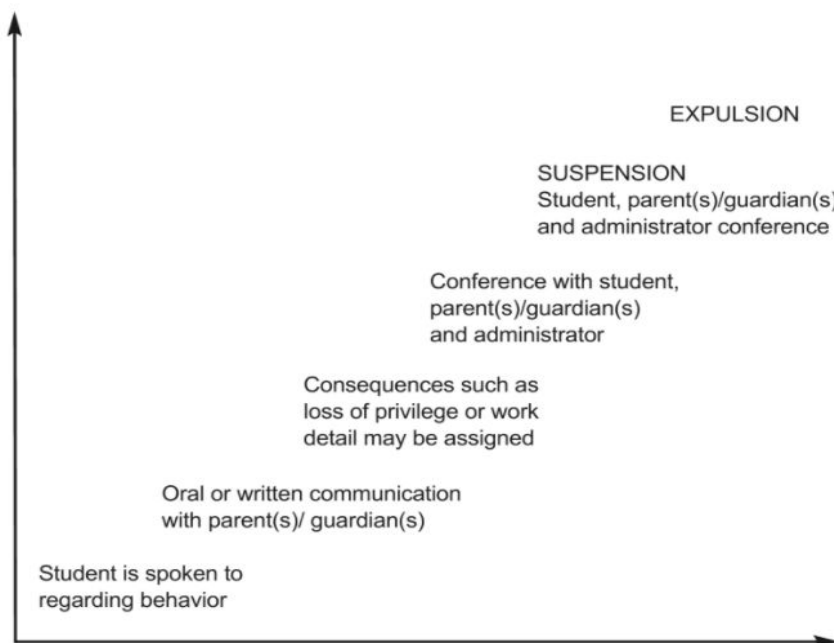 EXPULSION
SUSPENSION
Student, parent(s)/guardian(s)
and administrator conference
Conference with student,
parent(s)/guardian(s)
and administrator
Consequences such as
loss of privilege or work
detail may be assigned
Oral or written communication
with parent(s)/ guardian(s)
Student is spoken to
regarding behavior